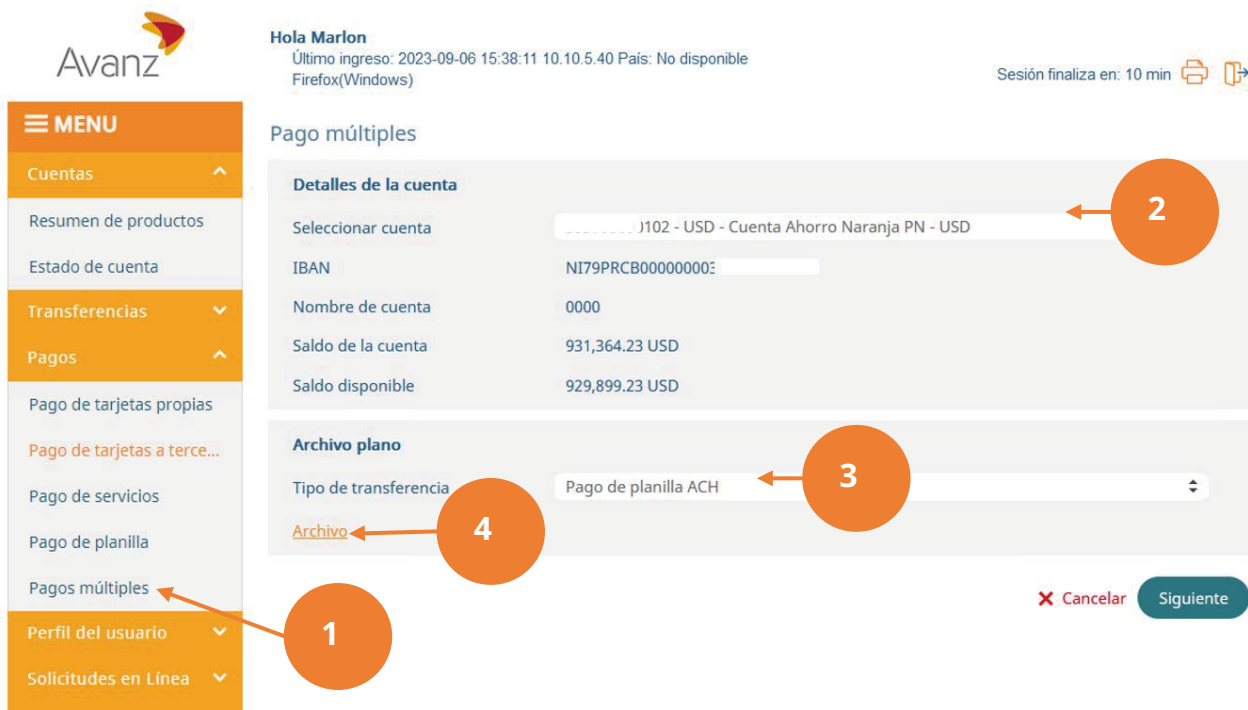 Avanz
Hola Marlon
Último ingreso: 2023-09-06 15:38:11 10.10.5.40 País: No disponible
Firefox(Windows)
Sesión finaliza en: 10 min
MENU
Cuentas
Resumen de productos
Estado de cuenta
Transferencias
Pagos
Pago de tarjetas propias
Pago de tarjetas a terce...
Pago de servicios
Pago de planilla
Pagos múltiples
Perfil del usuario
Solicitudes en Línea
Pago múltiples
Detalles de la cuenta
Seleccionar cuenta 0102 - USD - Cuenta Ahorro Naranja PN - USD
2
IBAN NI79PRCB00000000
Nombre de cuenta 0000
Saldo de la cuenta 931,364.23 USD
Saldo disponible 929,899.23 USD
Archivo plano
Tipo de transferencia Pago de planilla ACH
3
Archivo
4
Cancelar Siguiente
1